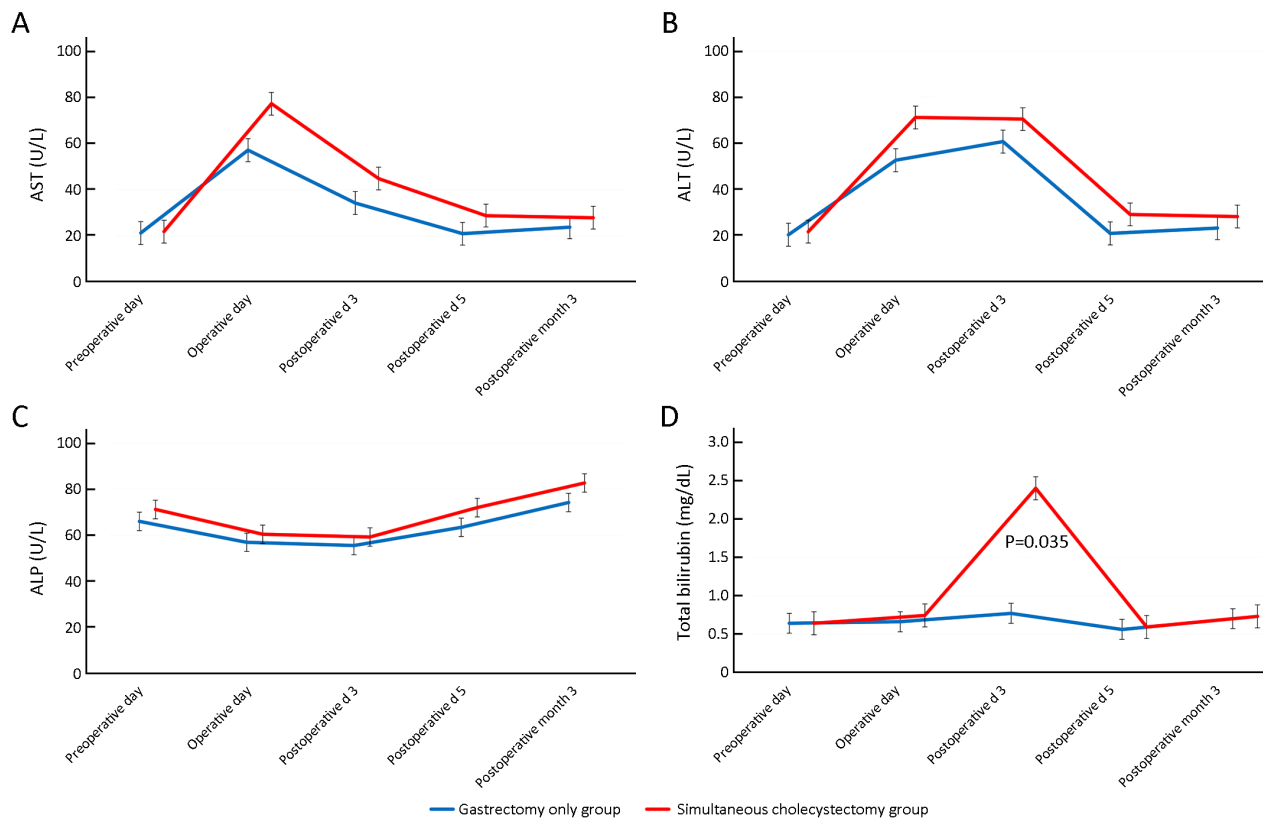 A
AST (U/L)
100
80
60
40
20
0
Preoperative day
Operative day
Postoperative d 3
Postoperative d 5
Postoperative month 3
B
ALT (U/L)
100
80
60
40
20
0
Preoperative day
Operative day
Postoperative d 3
Postoperative d 5
Postoperative month 3
C
ALP (U/L)
100
80
60
40
20
0
Preoperative day
Operative day
Postoperative d 3
Postoperative d 5
Postoperative month 3
D
Total bilirubin (mg/dL)
3.0
2.5
2.0
1.5
1.0
0.5
0
P=0.035
Preoperative day
Operative day
Postoperative d 3
Postoperative d 5
Postoperative month 3
Gastrectomy only group
Simultaneous cholecystectomy group